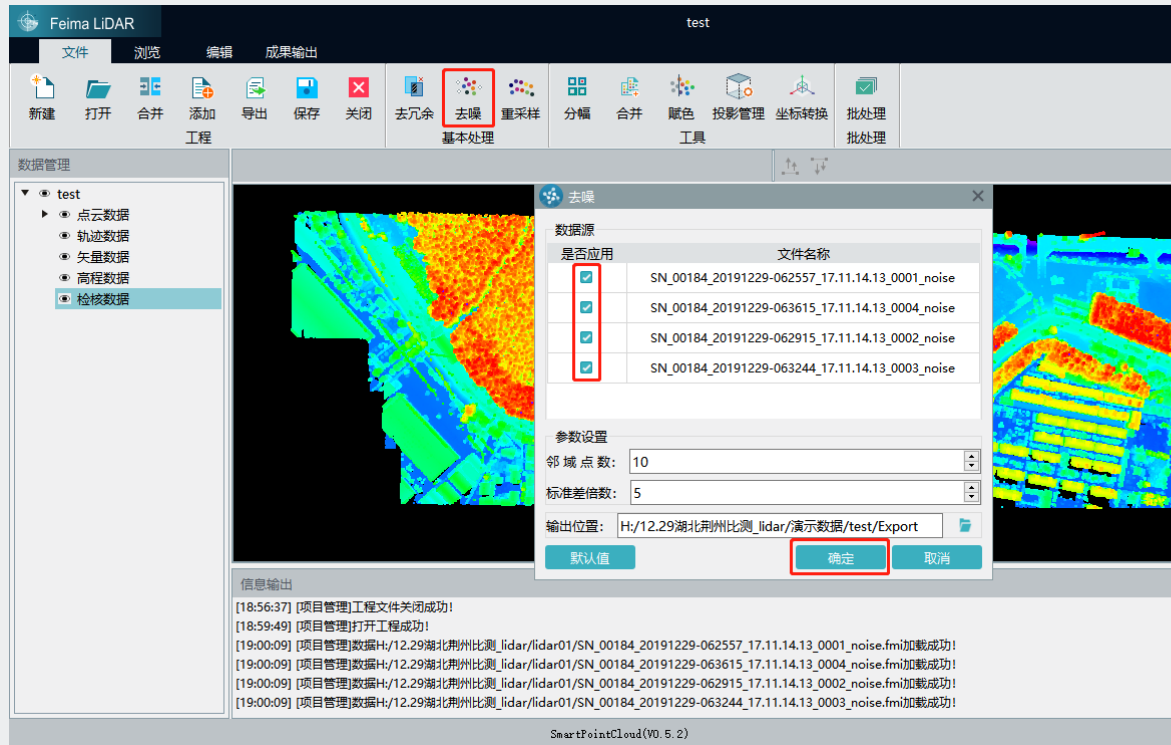 Feima LiDAR
test
文件 浏览 编辑 成果输出
新建 打开 合并 添加 导出 保存 关闭 去冗余 去噪 重采样 分幅 合并 赋色 投影管理 坐标转换 批处理
工程 基本处理 工具 批处理
数据管理
test
点云数据
轨迹数据
矢量数据
高程数据
检核数据
去噪
数据源
是否应用 文件名称
SN_00184_20191229-062557_17.11.14.13_0001_noise
SN_00184_20191229-063615_17.11.14.13_0004_noise
SN_00184_20191229-062915_17.11.14.13_0002_noise
SN_00184_20191229-063244_17.11.14.13_0003_noise
参数设置
邻域点数: 10
标准差倍数: 5
输出位置: H:/12.29湖北荆州比测_lidar/演示数据/test/Export
默认值 确定 取消
信息输出
[18:56:37] [项目管理]工程文件关闭成功!
[18:59:49] [项目管理]打开工程成功!
[19:00:09] [项目管理]数据H:/12.29湖北荆州比测_lidar/lidar01/SN_00184_20191229-062557_17.11.14.13_0001_noise.fmi加载成功!
[19:00:09] [项目管理]数据H:/12.29湖北荆州比测_lidar/lidar01/SN_00184_20191229-063615_17.11.14.13_0004_noise.fmi加载成功!
[19:00:09] [项目管理]数据H:/12.29湖北荆州比测_lidar/lidar01/SN_00184_20191229-062915_17.11.14.13_0002_noise.fmi加载成功!
[19:00:09] [项目管理]数据H:/12.29湖北荆州比测_lidar/lidar01/SN_00184_20191229-063244_17.11.14.13_0003_noise.fmi加载成功!
SmartPointCloud(V0.5.2)